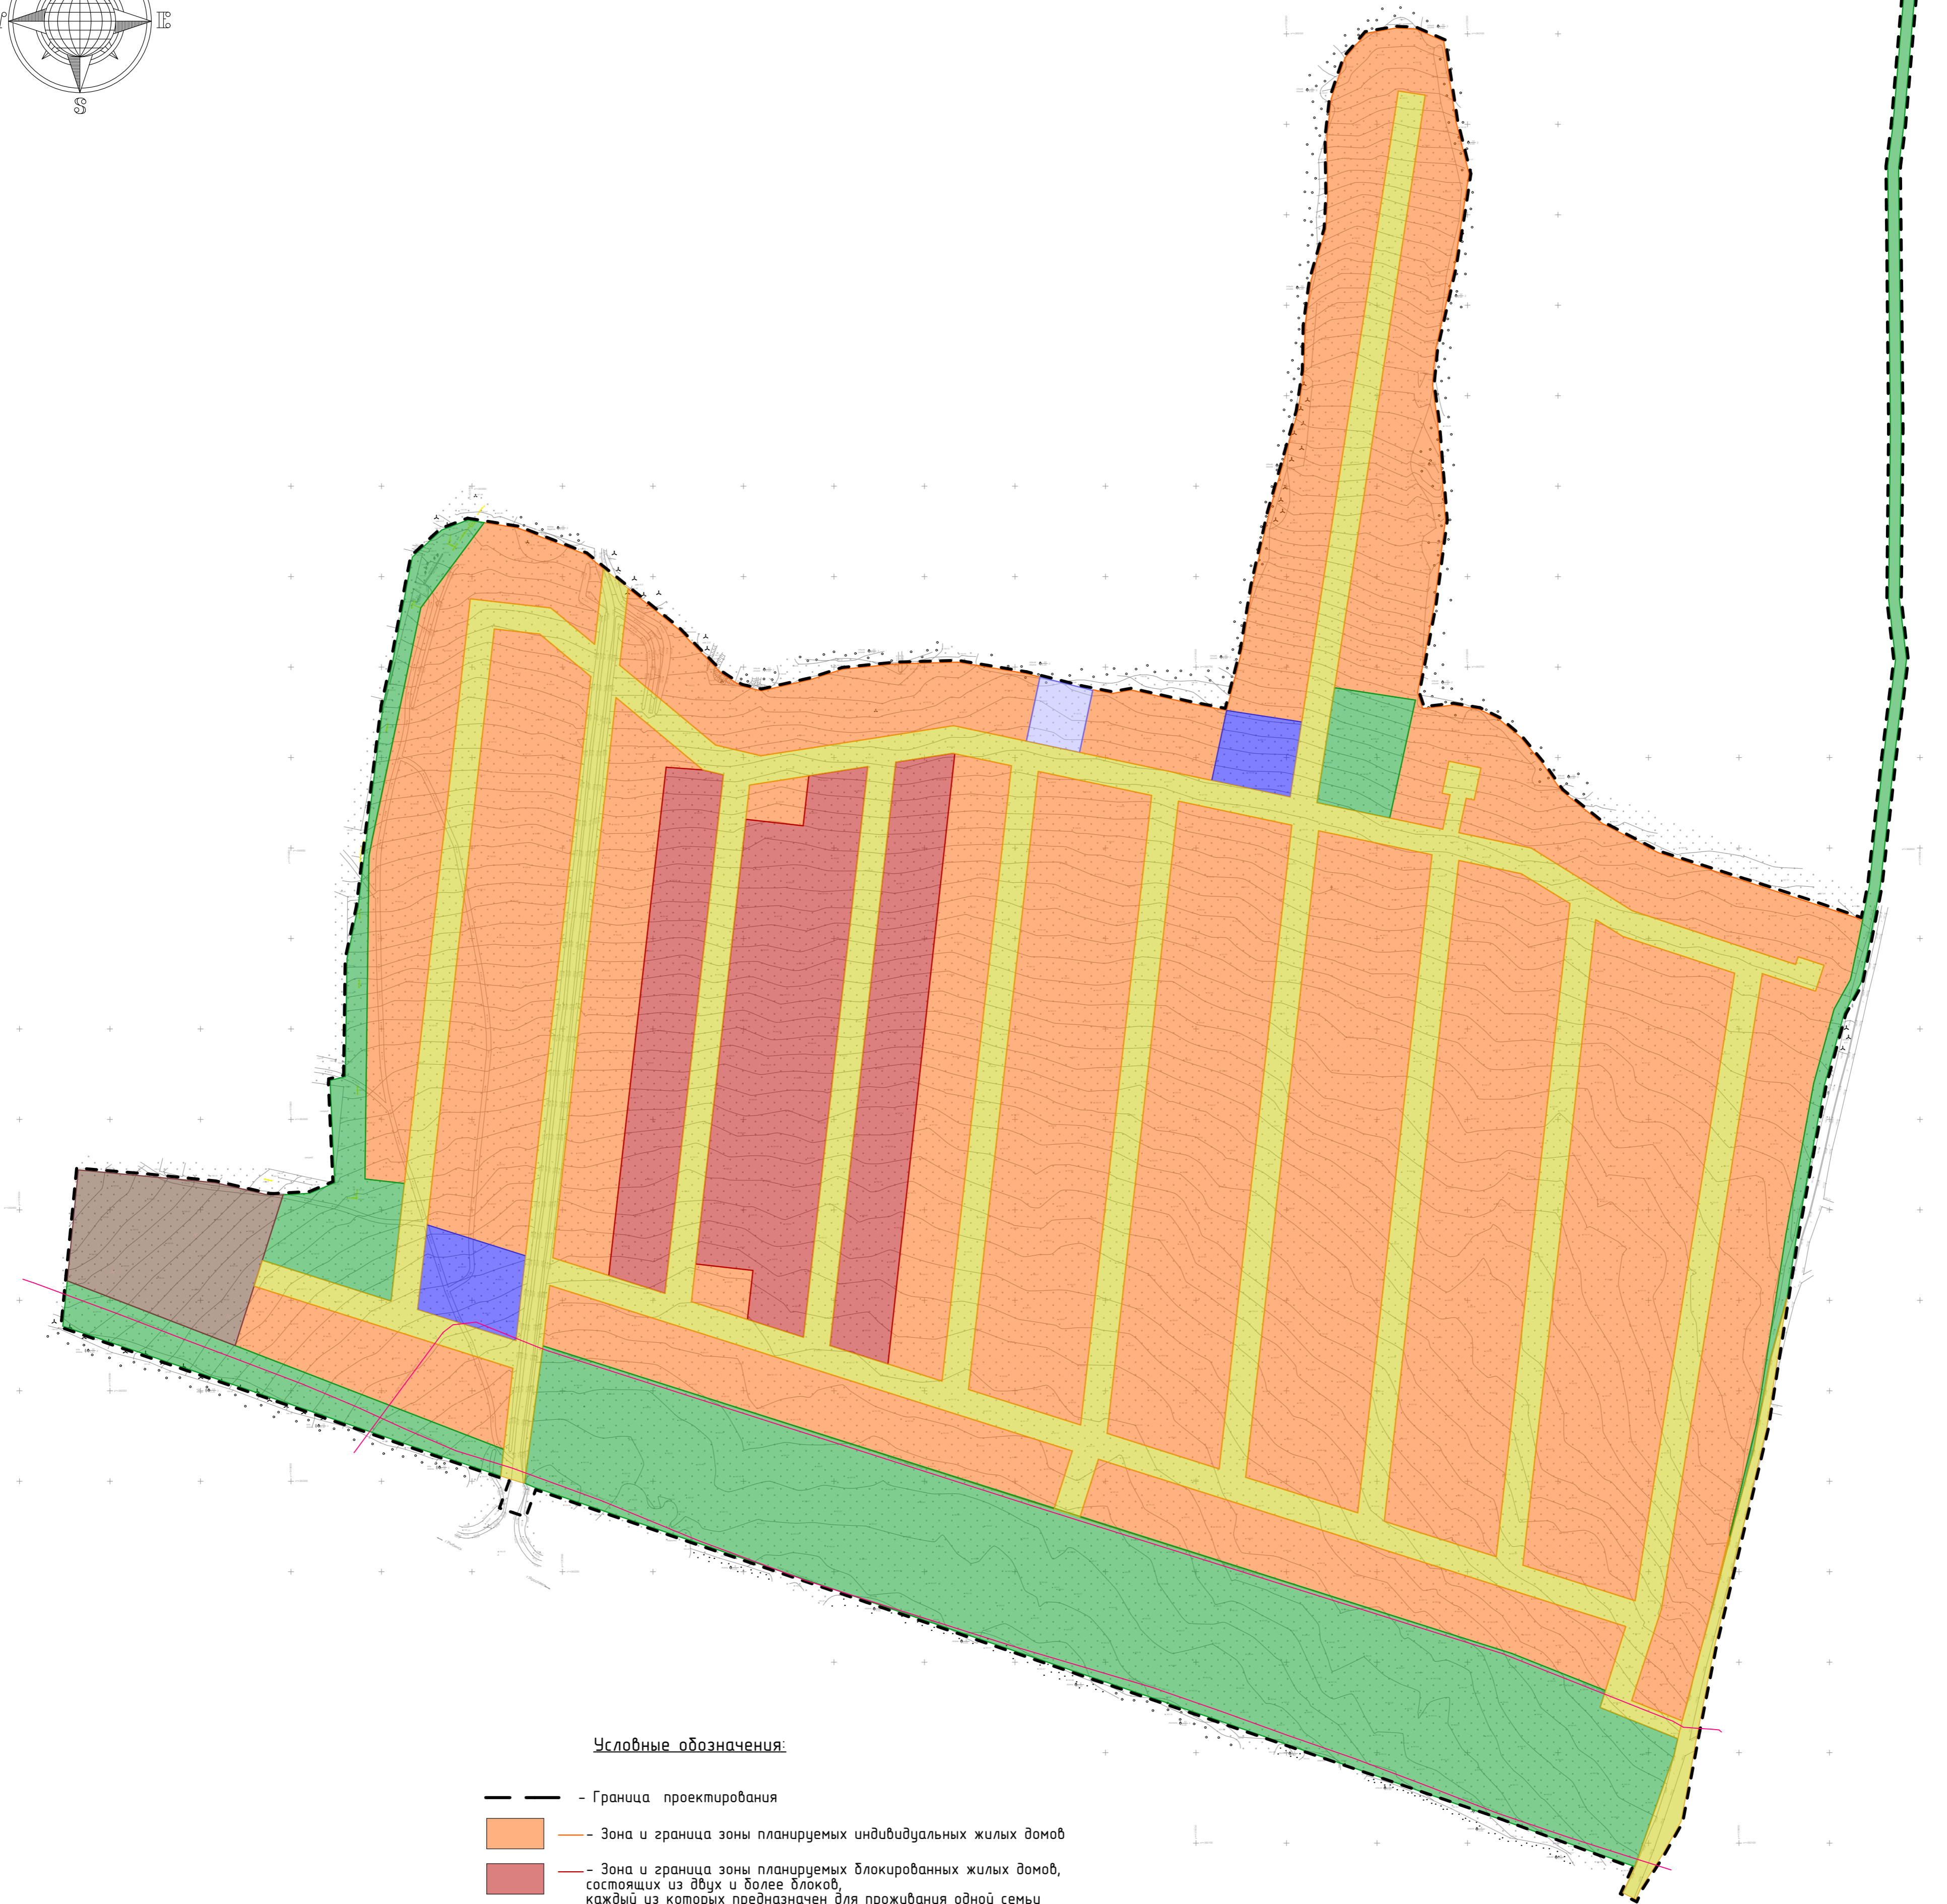 E
S
Условные обозначения:
- Граница проектирования
- Зона и граница зоны планируемых индивидуальных жилых домов
- Зона и граница зоны планируемых блокированных жилых домов,
состоящих из двух и более блоков,
каждый из которых предназначен для проживания одной семьи